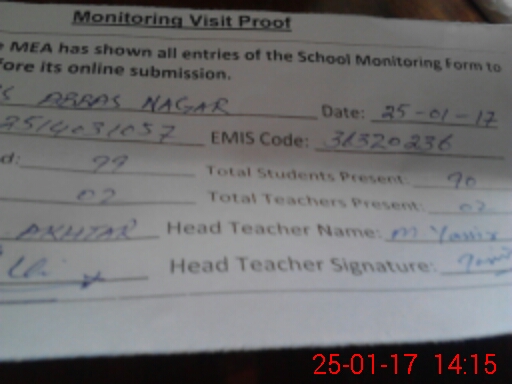 Monitoring Visit Proof
MEA has shown all entries of the School Monitoring Form to
fore its online submission.
ABBAS NAGAR Date: 25-01-17
2514031057 EMIS Code: 31320236
d: 99 Total Students Present: 90
02 Total Teachers Present: 02
AKHTAR Head Teacher Name: M Yasir
Head Teacher Signature:
25-01-17 14:15